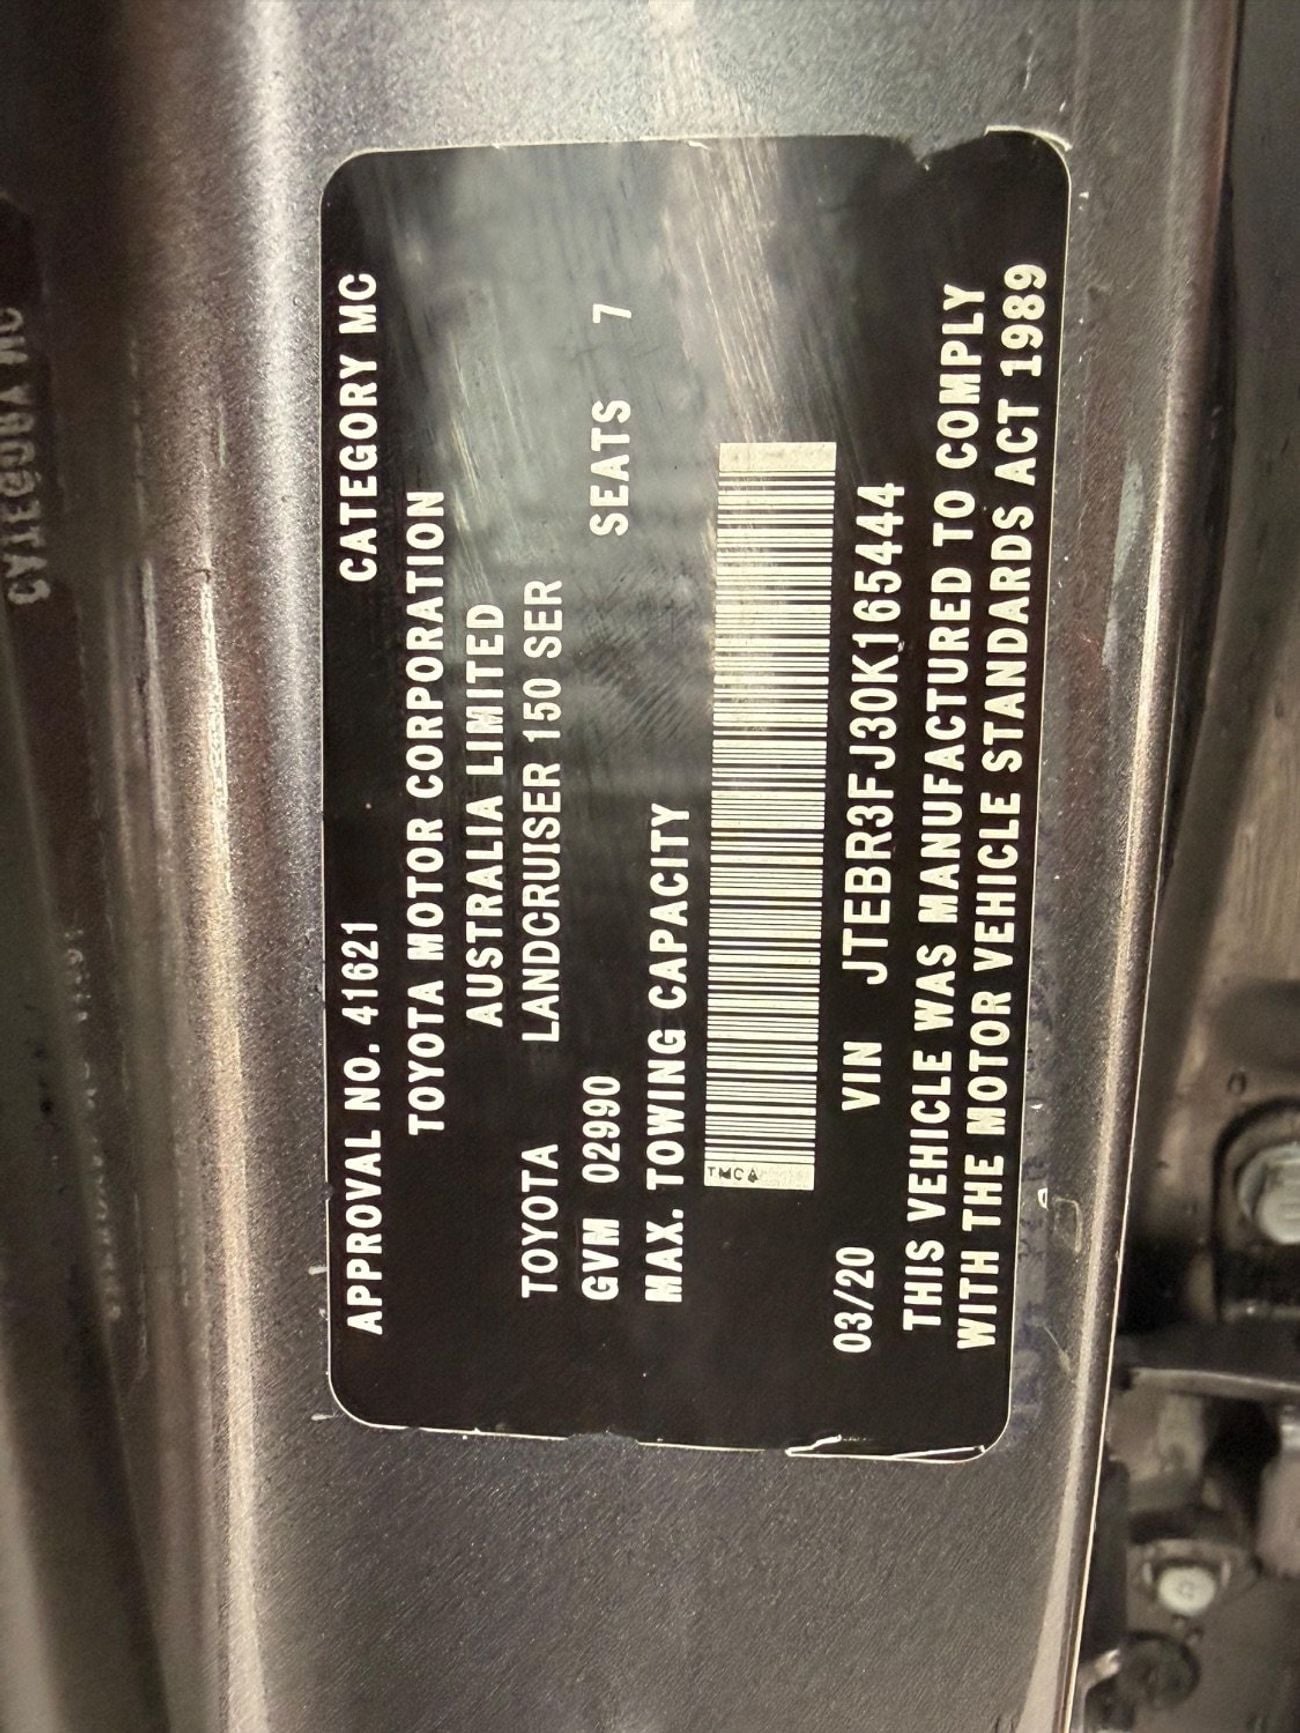 APPROVAL NO. 41621 CATEGORY MC
TOYOTA MOTOR CORPORATION
AUSTRALIA LIMITED
TOYOTA LANDCRUISER 150 SER
GVM 02990 SEATS 7
MAX. TOWING CAPACITY
TMCA
03/20 VIN JTEBR3FJ30K165444
THIS VEHICLE WAS MANUFACTURED TO COMPLY
WITH THE MOTOR VEHICLE STANDARDS ACT 1989